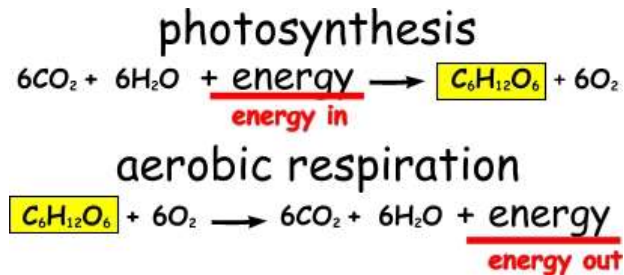 photosynthesis
6CO₂ + 6H₂O + energy → C₆H₁₂O₆ + 6O₂
energy in
aerobic respiration
C₆H₁₂O₆ + 6O₂ → 6CO₂ + 6H₂O + energy
energy out